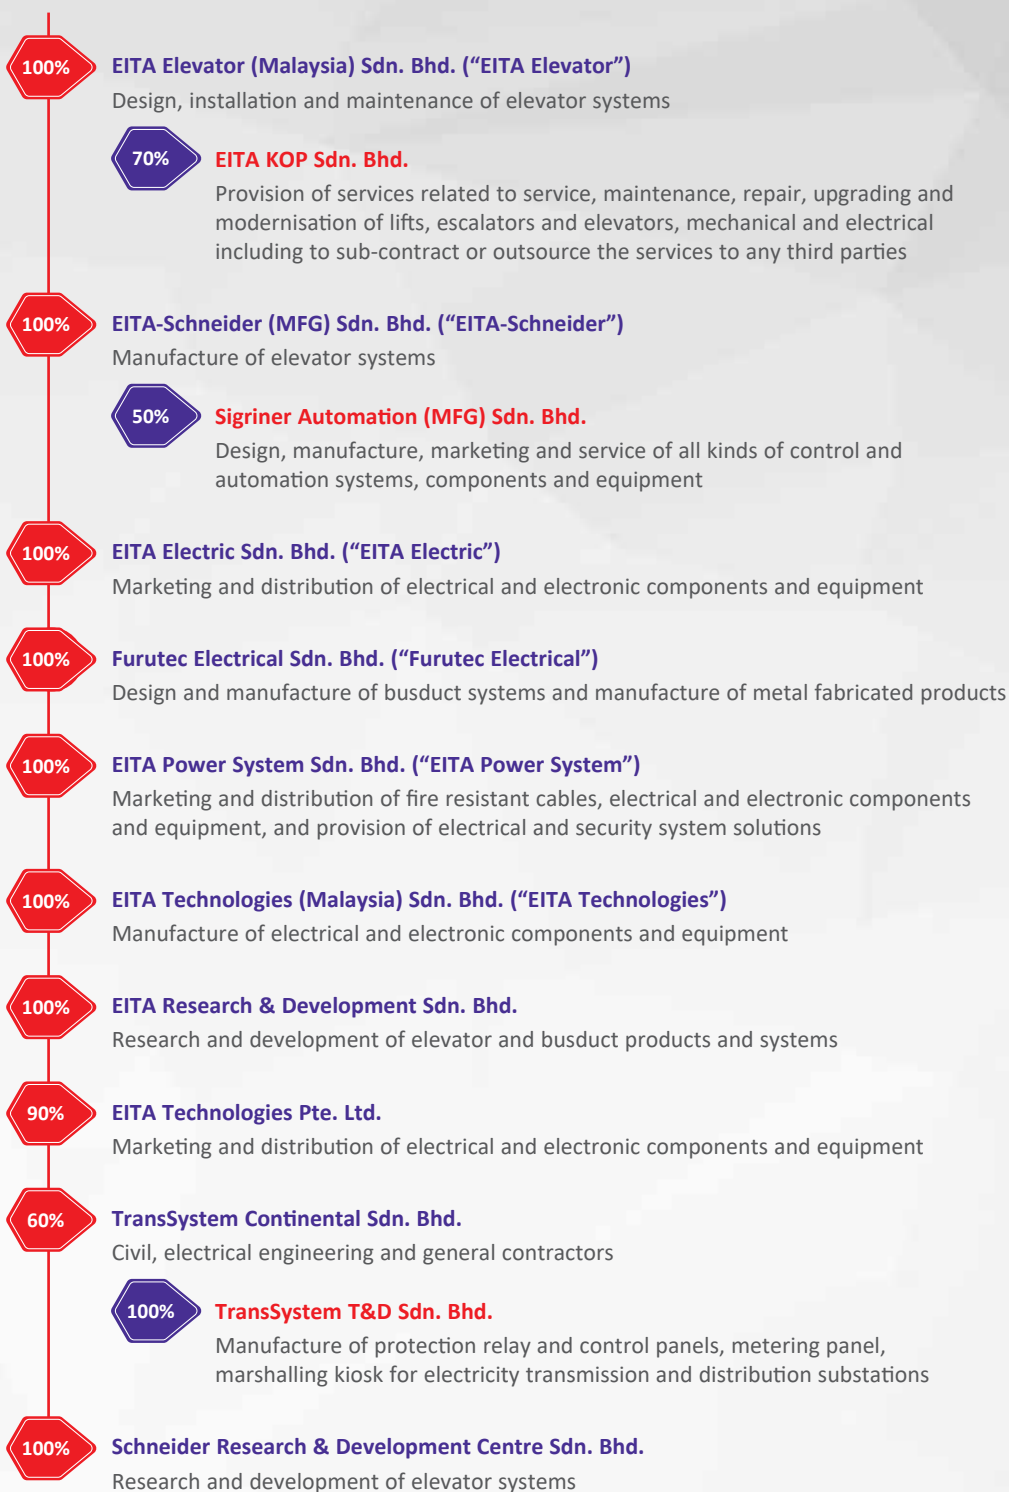 100%
EITA Elevator (Malaysia) Sdn. Bhd. (“EITA Elevator”)
Design, installation and maintenance of elevator systems
70%
EITA KOP Sdn. Bhd.
Provision of services related to service, maintenance, repair, upgrading and
modernisation of lifts, escalators and elevators, mechanical and electrical
including to sub-contract or outsource the services to any third parties
100%
EITA-Schneider (MFG) Sdn. Bhd. (“EITA-Schneider”)
Manufacture of elevator systems
50%
Sigriner Automation (MFG) Sdn. Bhd.
Design, manufacture, marketing and service of all kinds of control and
automation systems, components and equipment
100%
EITA Electric Sdn. Bhd. (“EITA Electric”)
Marketing and distribution of electrical and electronic components and equipment
100%
Furutec Electrical Sdn. Bhd. (“Furutec Electrical”)
Design and manufacture of busduct systems and manufacture of metal fabricated products
100%
EITA Power System Sdn. Bhd. (“EITA Power System”)
Marketing and distribution of fire resistant cables, electrical and electronic components
and equipment, and provision of electrical and security system solutions
100%
EITA Technologies (Malaysia) Sdn. Bhd. (“EITA Technologies”)
Manufacture of electrical and electronic components and equipment
100%
EITA Research & Development Sdn. Bhd.
Research and development of elevator and busduct products and systems
90%
EITA Technologies Pte. Ltd.
Marketing and distribution of electrical and electronic components and equipment
60%
TransSystem Continental Sdn. Bhd.
Civil, electrical engineering and general contractors
100%
TransSystem T&D Sdn. Bhd.
Manufacture of protection relay and control panels, metering panel,
marshalling kiosk for electricity transmission and distribution substations
100%
Schneider Research & Development Centre Sdn. Bhd.
Research and development of elevator systems